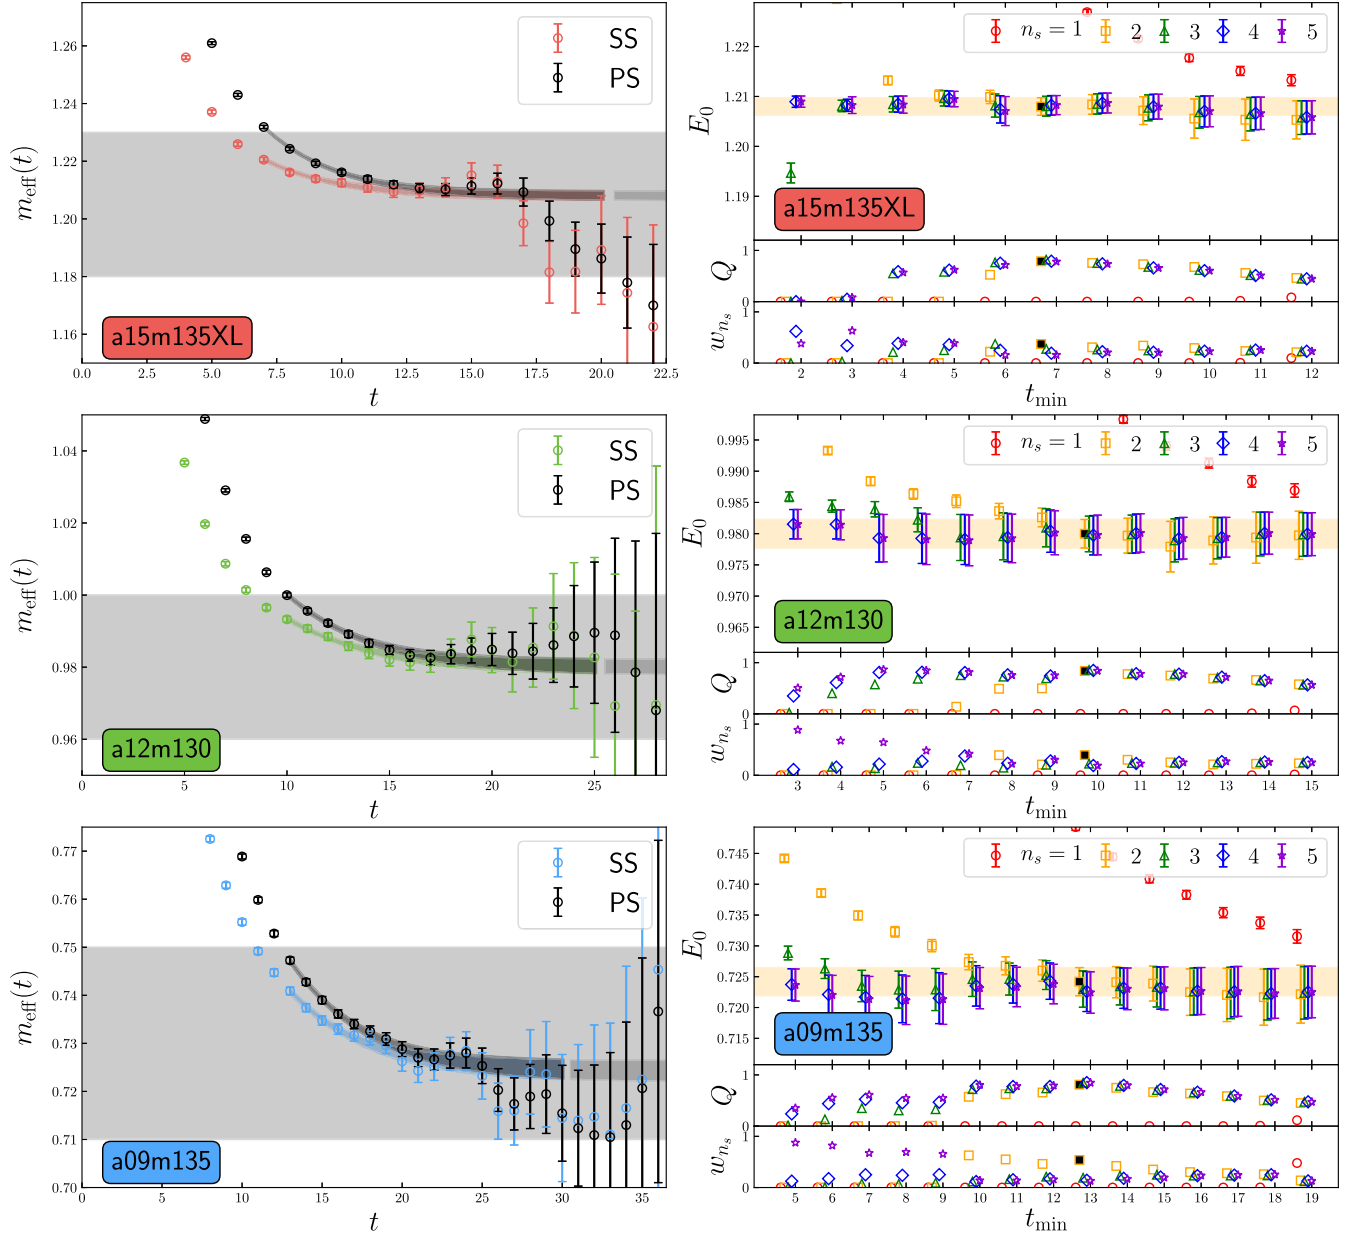 SS
PS
1.26
1.24
1.22
1.20
1.18
1.16
m_eff(t)
a15m135XL
0.0 2.5 5.0 7.5 10.0 12.5 15.0 17.5 20.0 22.5
t
n_s = 1 2 3 4 5
1.22
1.21
1.20
1.19
E_0
a15m135XL
1
Q
0
1
w_{n_s}
0
2 3 4 5 6 7 8 9 10 11 12
t_min
SS
PS
1.04
1.02
1.00
0.98
0.96
m_eff(t)
a12m130
0 5 10 15 20 25
t
n_s = 1 2 3 4 5
0.995
0.990
0.985
0.980
0.975
0.970
0.965
E_0
a12m130
1
Q
0
1
w_{n_s}
0
3 4 5 6 7 8 9 10 11 12 13 14 15
t_min
SS
PS
0.77
0.76
0.75
0.74
0.73
0.72
0.71
0.70
m_eff(t)
a09m135
0 5 10 15 20 25 30 35
t
n_s = 1 2 3 4 5
0.745
0.740
0.735
0.730
0.725
0.720
0.715
E_0
a09m135
1
Q
0
1
w_{n_s}
0
5 6 7 8 9 10 11 12 13 14 15 16 17 18 19
t_min